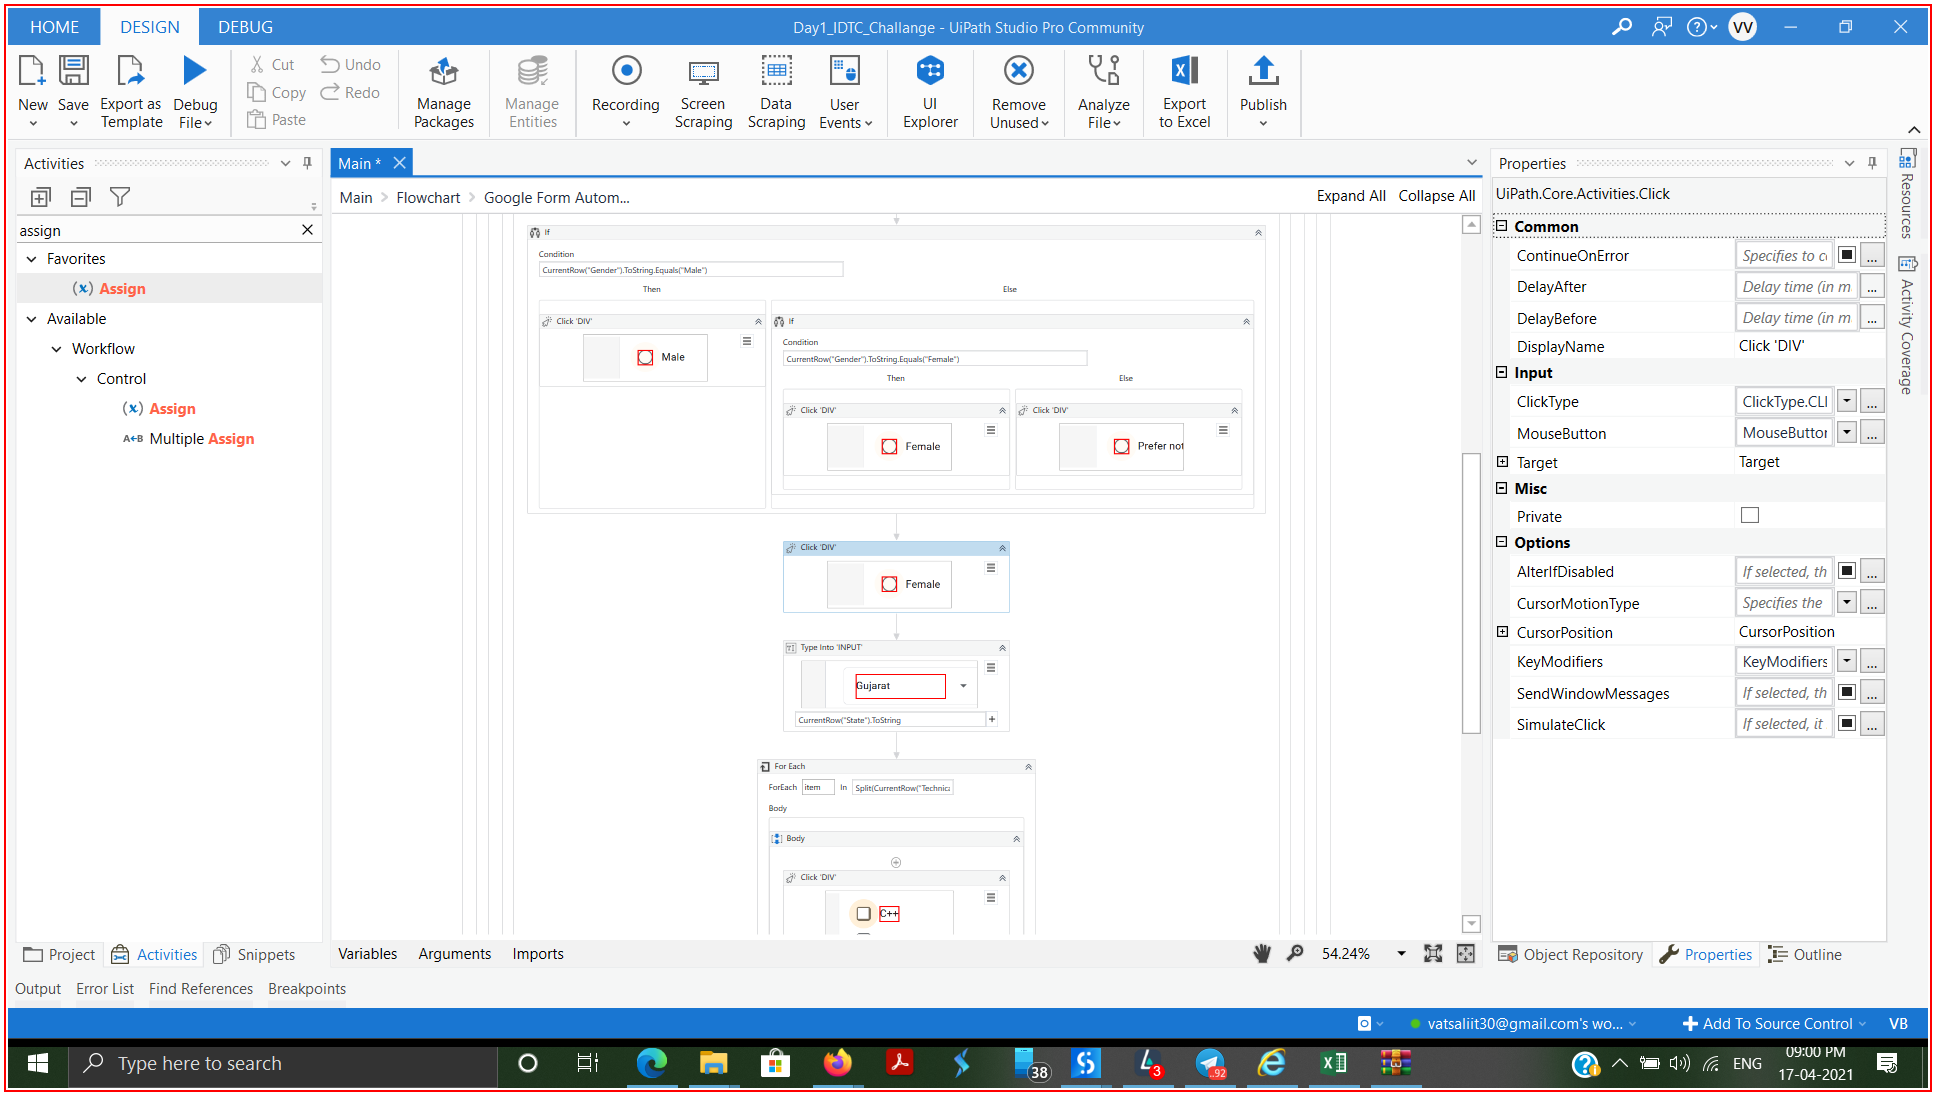 HOME DESIGN DEBUG Day1_IDTC_Challange - UiPath Studio Pro Community VV
New Save Export as Template Debug File
Cut Copy Paste Undo Redo
Manage Packages Manage Entities Recording Screen Scraping Data Scraping User Events UI Explorer Remove Unused Analyze File Export to Excel Publish
Activities
assign
Favorites
(x) Assign
Available
Workflow
Control
(x) Assign
A+B Multiple Assign
Project Activities Snippets
Main *
Main > Flowchart > Google Form Autom... Expand All Collapse All
If
Condition
CurrentRow("Gender").ToString.Equals("Male")
Then Else
Click 'DIV'
Male
If
Condition
CurrentRow("Gender").ToString.Equals("Female")
Then Else
Click 'DIV' Click 'DIV'
Female Prefer not
Click 'DIV'
Female
Type Into 'INPUT'
Gujarat
CurrentRow("State").ToString
For Each
ForEach item In Split(CurrentRow("Technica
Body
Body
Click 'DIV'
C++
Variables Arguments Imports 54.24%
Properties
UiPath.Core.Activities.Click
Common
ContinueOnError Specifies to c ...
DelayAfter Delay time (in m ...
DelayBefore Delay time (in m ...
DisplayName Click 'DIV'
Input
ClickType ClickType.CLI ...
MouseButton MouseButton ...
Target Target
Misc
Private
Options
AlterIfDisabled If selected, th ...
CursorMotionType Specifies the ...
CursorPosition CursorPosition
KeyModifiers KeyModifiers ...
SendWindowMessages If selected, th ...
SimulateClick If selected, it ...
Object Repository Properties Outline
Resources
Activity Coverage
Output Error List Find References Breakpoints
vatsaliit30@gmail.com's wo... Add To Source Control VB
Type here to search 38 3 ..92 ENG
09:00 PM
17-04-2021